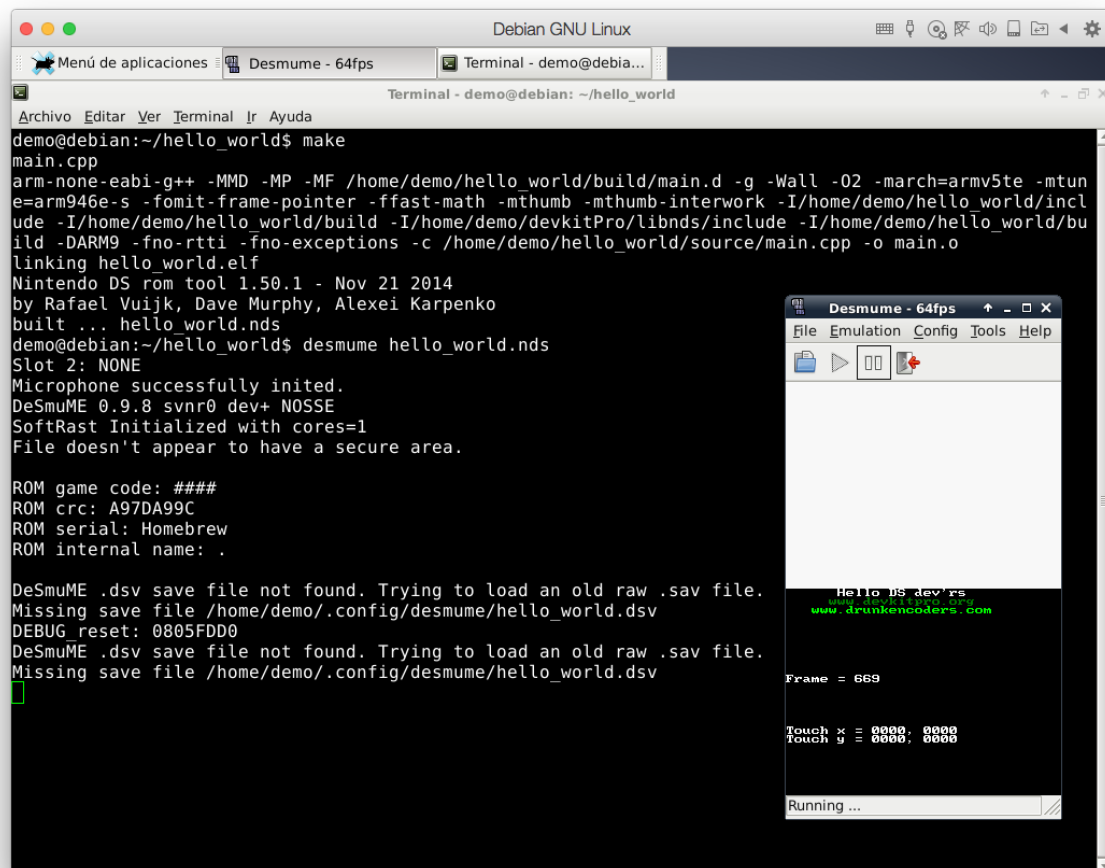 Debian GNU Linux
Menú de aplicaciones
Desmume - 64fps
Terminal - demo@debia...
Terminal - demo@debian: ~/hello_world
Archivo Editar Ver Terminal Ir Ayuda
demo@debian:~/hello_world$ make
main.cpp
arm-none-eabi-g++ -MMD -MP -MF /home/demo/hello_world/build/main.d -g -Wall -O2 -march=armv5te -mtun
e=arm946e-s -fomit-frame-pointer -ffast-math -mthumb -mthumb-interwork -I/home/demo/hello_world/incl
ude -I/home/demo/hello_world/build -I/home/demo/devkitPro/libnds/include -I/home/demo/hello_world/bu
ild -DARM9 -fno-rtti -fno-exceptions -c /home/demo/hello_world/source/main.cpp -o main.o
linking hello_world.elf
Nintendo DS rom tool 1.50.1 - Nov 21 2014
by Rafael Vuijk, Dave Murphy, Alexei Karpenko
built ... hello_world.nds
demo@debian:~/hello_world$ desmume hello_world.nds
Slot 2: NONE
Microphone successfully inited.
DeSmuME 0.9.8 svnr0 dev+ NOSSE
SoftRast Initialized with cores=1
File doesn't appear to have a secure area.
ROM game code: ####
ROM crc: A97DA99C
ROM serial: Homebrew
ROM internal name: .
DeSmuME .dsv save file not found. Trying to load an old raw .sav file.
Missing save file /home/demo/.config/desmume/hello_world.dsv
DEBUG_reset: 0805FDD0
DeSmuME .dsv save file not found. Trying to load an old raw .sav file.
Missing save file /home/demo/.config/desmume/hello_world.dsv
Desmume - 64fps
File Emulation Config Tools Help
Hello DS dev'rs
www.devkitpro.org
www.drunkencoders.com
Frame = 669
Touch x = 0000, 0000
Touch y = 0000, 0000
Running ...